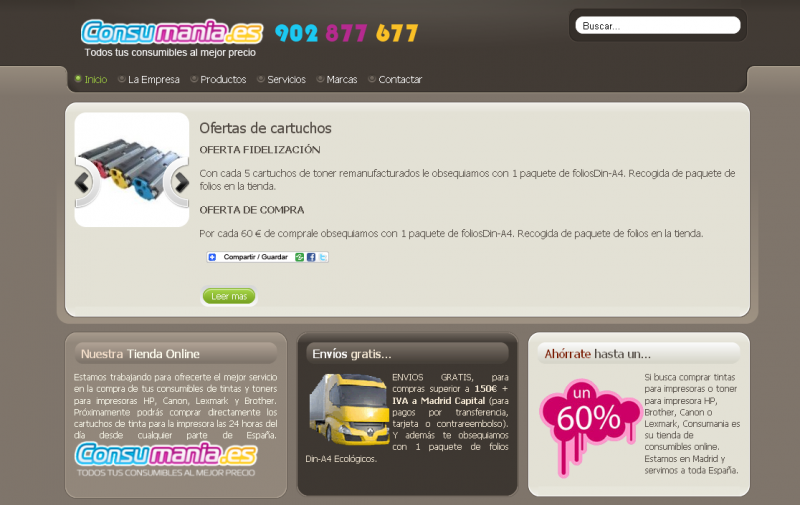 Consumania.es 902 877 677
Todos tus consumibles al mejor precio
Buscar...
Inicio La Empresa Productos Servicios Marcas Contactar
Ofertas de cartuchos
OFERTA FIDELIZACIÓN
Con cada 5 cartuchos de toner remanufacturados le obsequiamos con 1 paquete de foliosDin-A4. Recogida de paquete de
folios en la tienda.
OFERTA DE COMPRA
Por cada 60 € de comprale obsequiamos con 1 paquete de foliosDin-A4. Recogida de paquete de folios en la tienda.
Compartir / Guardar
Leer mas
Nuestra Tienda Online
Estamos trabajando para ofrecerte el mejor servicio
en la compra de tus consumibles de tintas y toners
para impresoras HP, Canon, Lexmark y Brother.
Próximamente podrás comprar directamente los
cartuchos de tinta para la impresora las 24 horas del
día desde cualquier parte de España.
Consumania.es
TODOS TUS CONSUMIBLES AL MEJOR PRECIO
Envíos gratis...
ENVIOS GRATIS, para
compras superior a 150€ +
IVA a Madrid Capital (para
pagos por transferencia,
tarjeta o contrareembolso).
Y además te obsequiamos
con 1 paquete de folios
Din-A4 Ecológicos.
Ahórrate hasta un...
un
60%
Si busca comprar tintas
para impresoras o toner
para impresora HP,
Brother, Canon o
Lexmark, Consumania es
su tienda de
consumibles online.
Estamos en Madrid y
servimos a toda España.